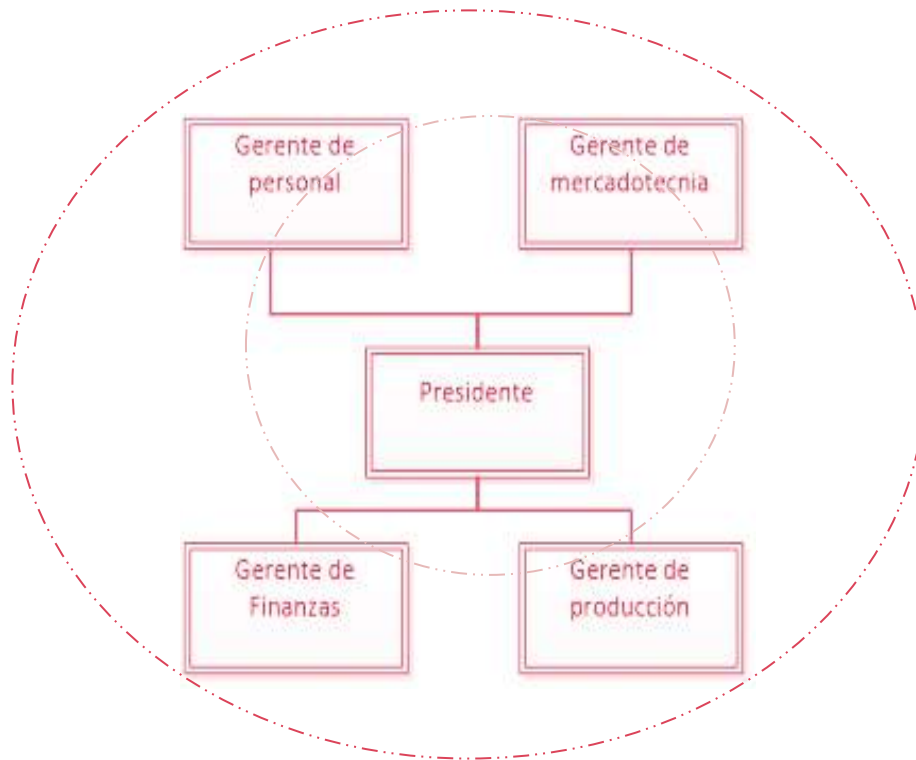 Gerente de
personal
Gerente de
mercadotecnia
Presidente
Gerente de
Finanzas
Gerente de
producción